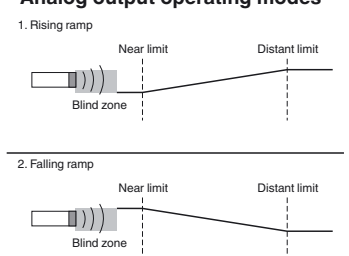 Analog output operating modes
1. Rising ramp
Near limit
Distant limit
Blind zone
2. Falling ramp
Near limit
Distant limit
Blind zone